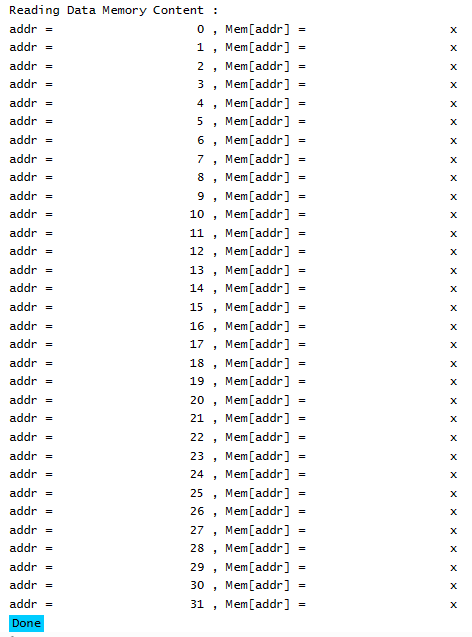 Reading Data Memory Content :
addr =                   0 , Mem[addr] =                    x
addr =                   1 , Mem[addr] =                    x
addr =                   2 , Mem[addr] =                    x
addr =                   3 , Mem[addr] =                    x
addr =                   4 , Mem[addr] =                    x
addr =                   5 , Mem[addr] =                    x
addr =                   6 , Mem[addr] =                    x
addr =                   7 , Mem[addr] =                    x
addr =                   8 , Mem[addr] =                    x
addr =                   9 , Mem[addr] =                    x
addr =                  10 , Mem[addr] =                    x
addr =                  11 , Mem[addr] =                    x
addr =                  12 , Mem[addr] =                    x
addr =                  13 , Mem[addr] =                    x
addr =                  14 , Mem[addr] =                    x
addr =                  15 , Mem[addr] =                    x
addr =                  16 , Mem[addr] =                    x
addr =                  17 , Mem[addr] =                    x
addr =                  18 , Mem[addr] =                    x
addr =                  19 , Mem[addr] =                    x
addr =                  20 , Mem[addr] =                    x
addr =                  21 , Mem[addr] =                    x
addr =                  22 , Mem[addr] =                    x
addr =                  23 , Mem[addr] =                    x
addr =                  24 , Mem[addr] =                    x
addr =                  25 , Mem[addr] =                    x
addr =                  26 , Mem[addr] =                    x
addr =                  27 , Mem[addr] =                    x
addr =                  28 , Mem[addr] =                    x
addr =                  29 , Mem[addr] =                    x
addr =                  30 , Mem[addr] =                    x
addr =                  31 , Mem[addr] =                    x
Done